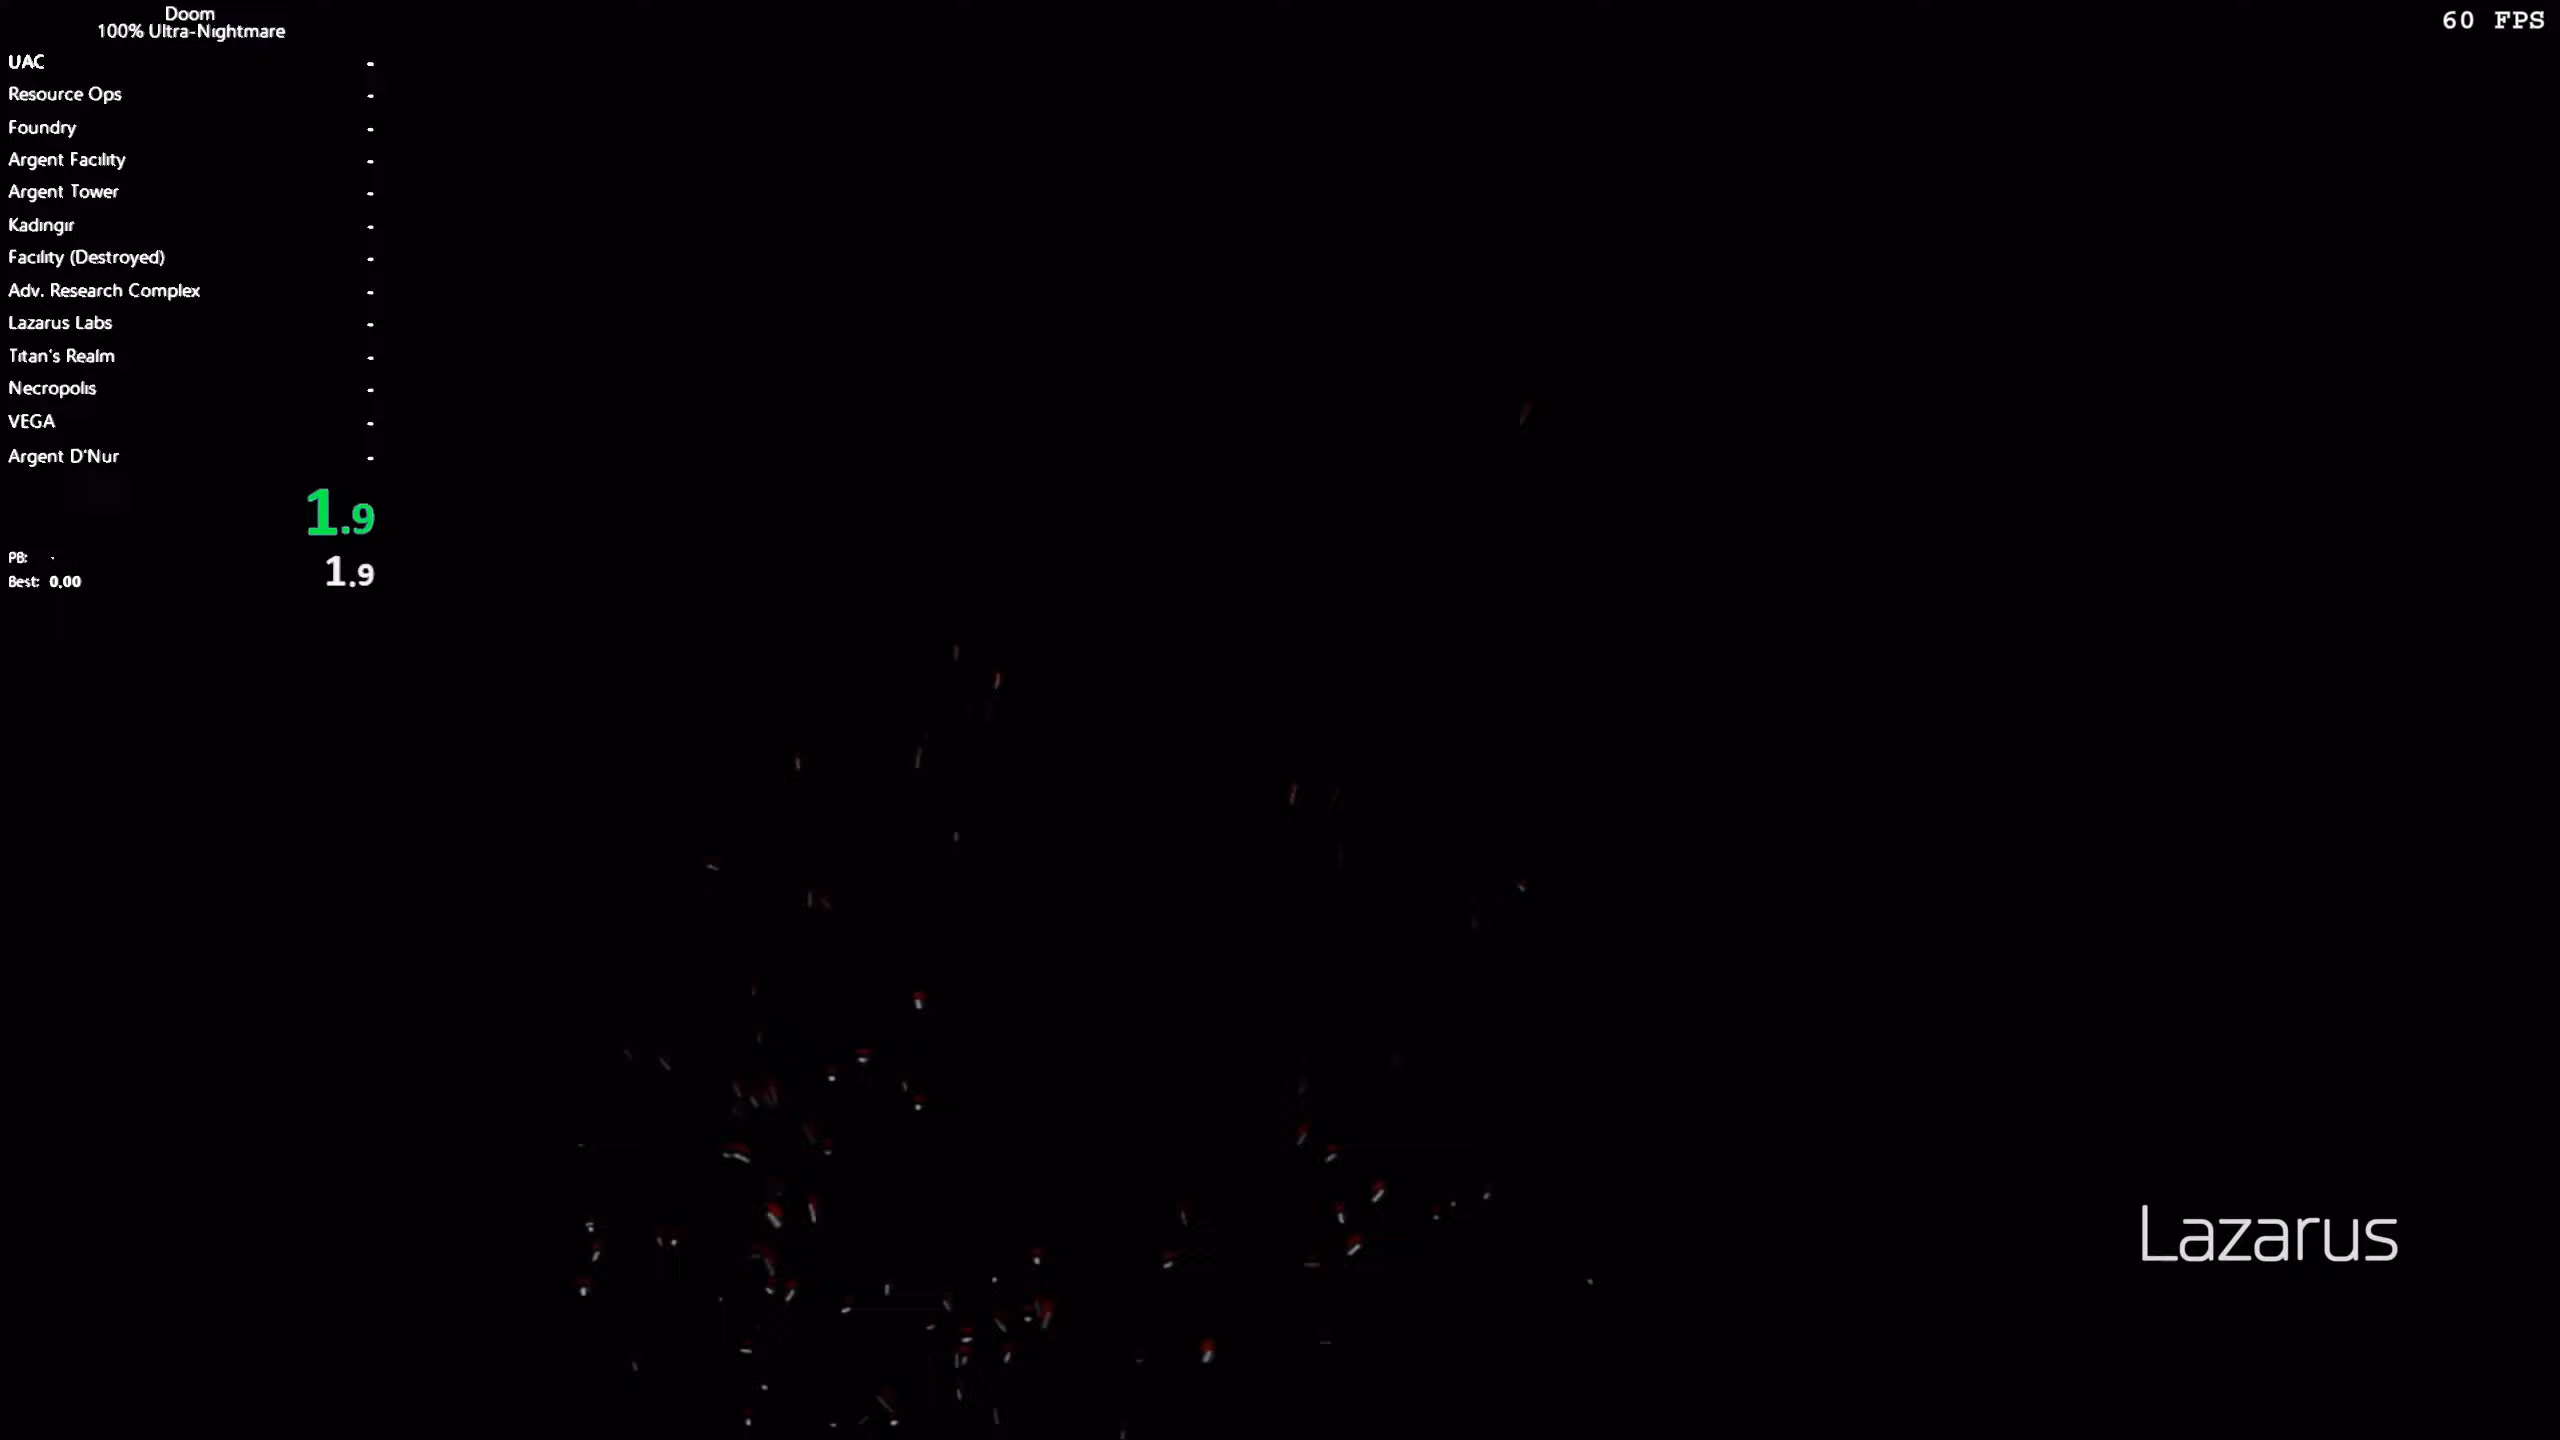 Doom
100% Ultra-Nightmare
60 FPS
UAC -
Resource Ops -
Foundry -
Argent Facility -
Argent Tower -
Kadingir -
Facility (Destroyed) -
Adv. Research Complex -
Lazarus Labs -
Titan's Realm -
Necropolis -
VEGA -
Argent D'Nur -
1.9
PB: -
1.9
Best: 0.00
Lazarus